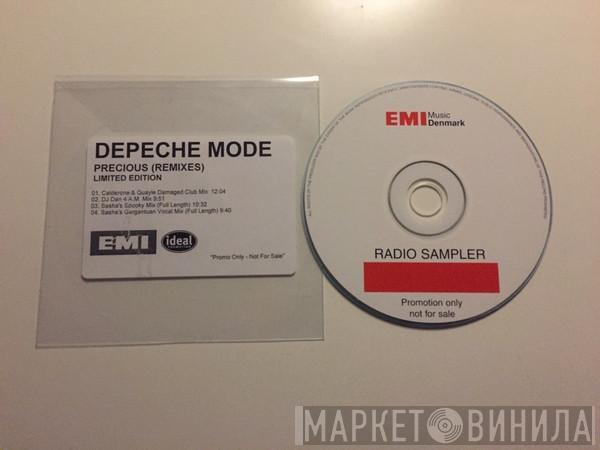 DEPECHE MODE
PRECIOUS (REMIXES)
LIMITED EDITION
01. Calderone & Quayle Damaged Club Mix 12:04
02. DJ Dan 4 A.M. Mix 9:51
03. Sasha's Spooky Mix (Full Length) 10:32
04. Sasha's Gargantuan Vocal Mix (Full Length) 9:40
EMI
ideal
"Promo Only - Not For Sale"
EMI Music
Denmark
RADIO SAMPLER
Promotion only
not for sale
МАРКЕТ ВИНИЛА